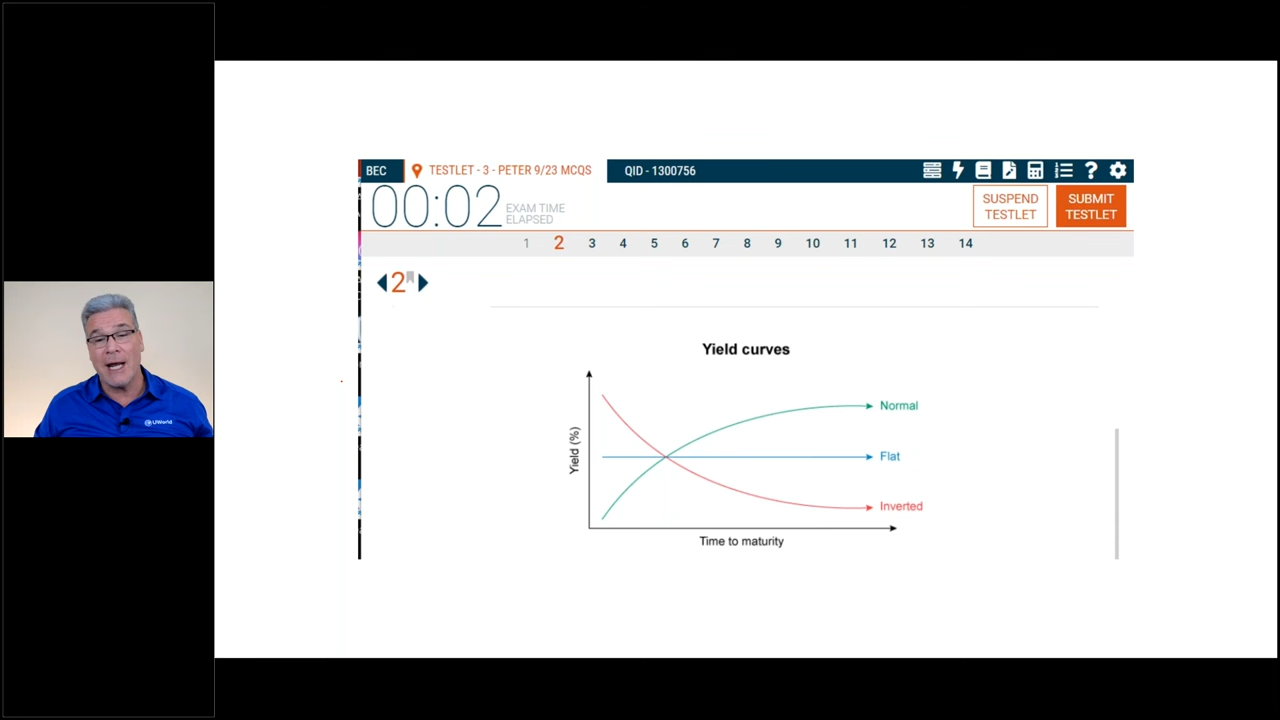 BEC
TESTLET - 3 - PETER 9/23 MCQS
QID - 1300756
?
00:02
EXAM TIME
ELAPSED
SUSPEND
TESTLET
SUBMIT
TESTLET
1 2 3 4 5 6 7 8 9 10 11 12 13 14
2
Yield curves
Yield (%)
Normal
Flat
Inverted
Time to maturity
UWorld